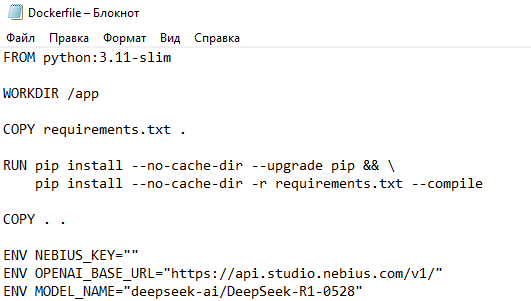 Dockerfile – Блокнот
Файл Правка Формат Вид Справка
FROM python:3.11-slim
WORKDIR /app
COPY requirements.txt .
RUN pip install --no-cache-dir --upgrade pip && \
    pip install --no-cache-dir -r requirements.txt --compile
COPY . .
ENV NEBIUS_KEY=""
ENV OPENAI_BASE_URL="https://api.studio.nebius.com/v1/"
ENV MODEL_NAME="deepseek-ai/DeepSeek-R1-0528"